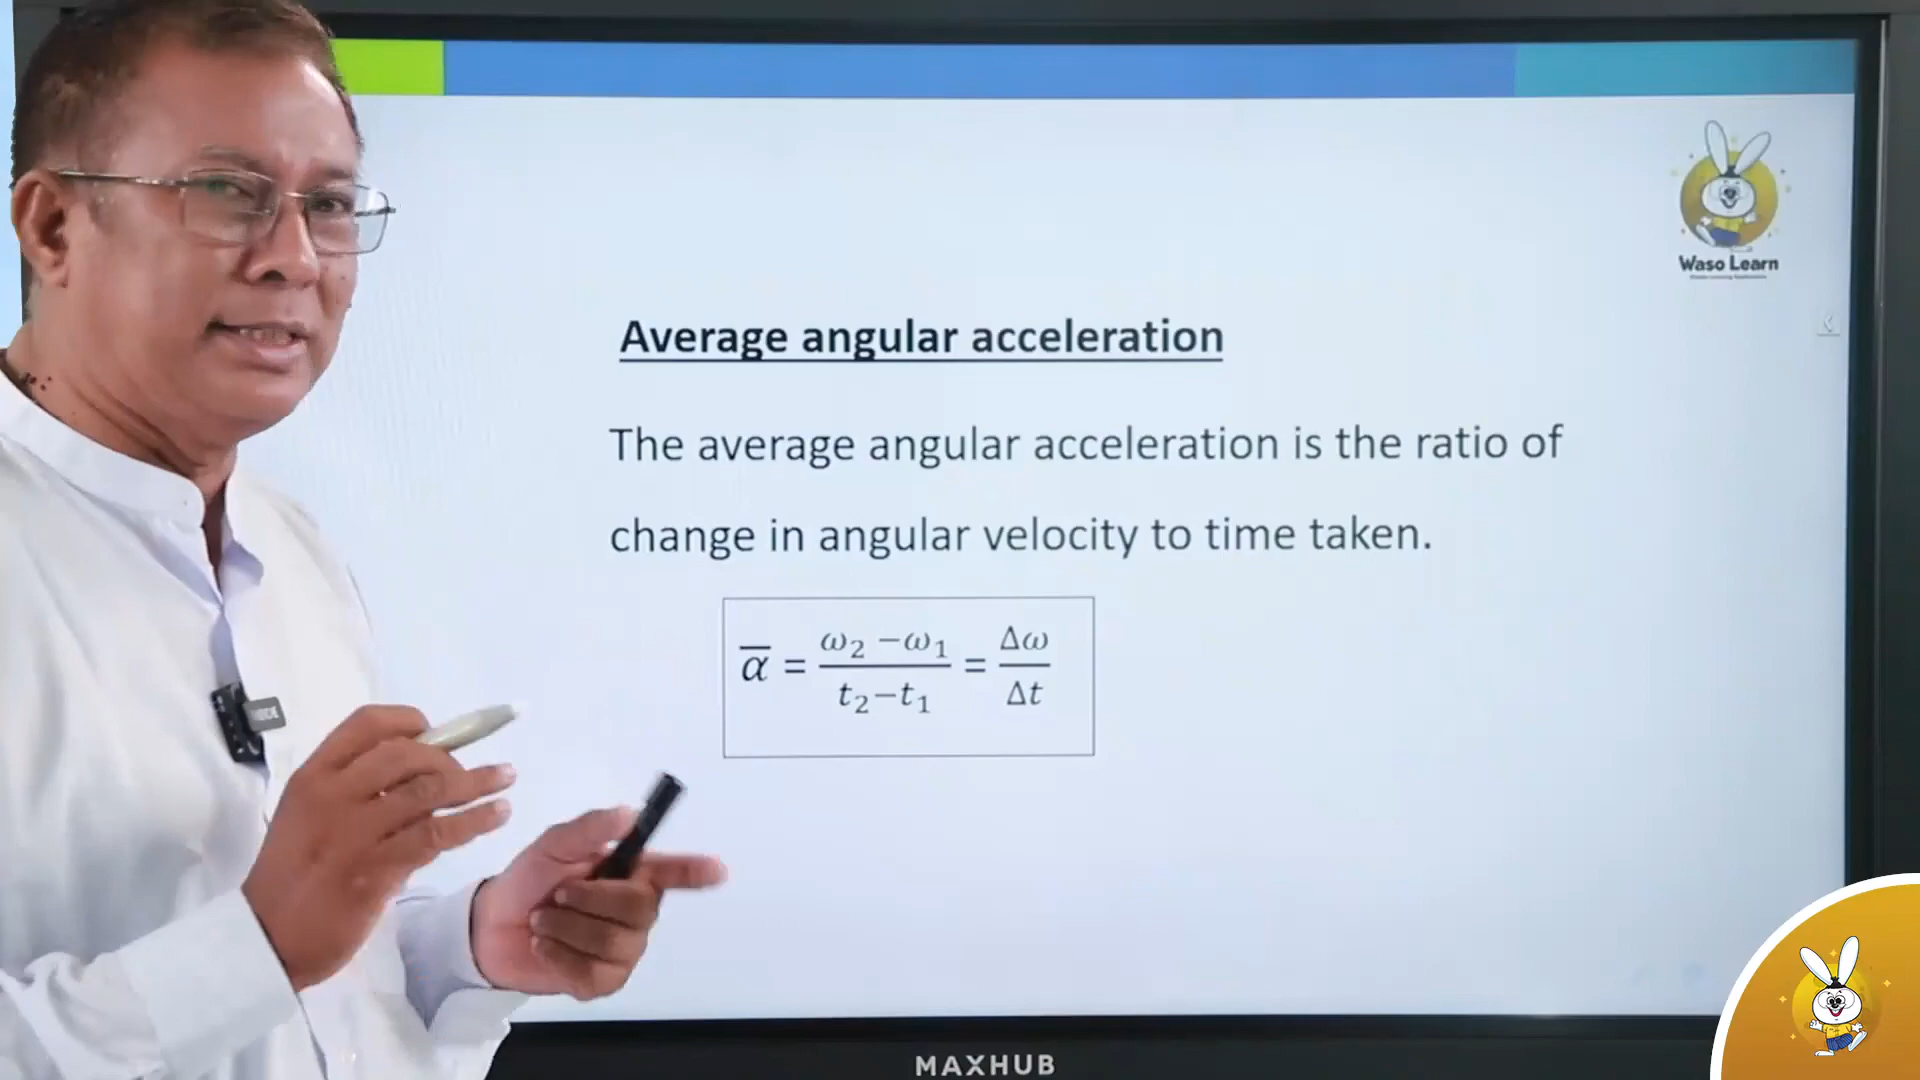 Waso Learn
Average angular acceleration
The average angular acceleration is the ratio of
change in angular velocity to time taken.
α̅ = (ω₂ −ω₁)/(t₂−t₁) = Δω/Δt
MAXHUB